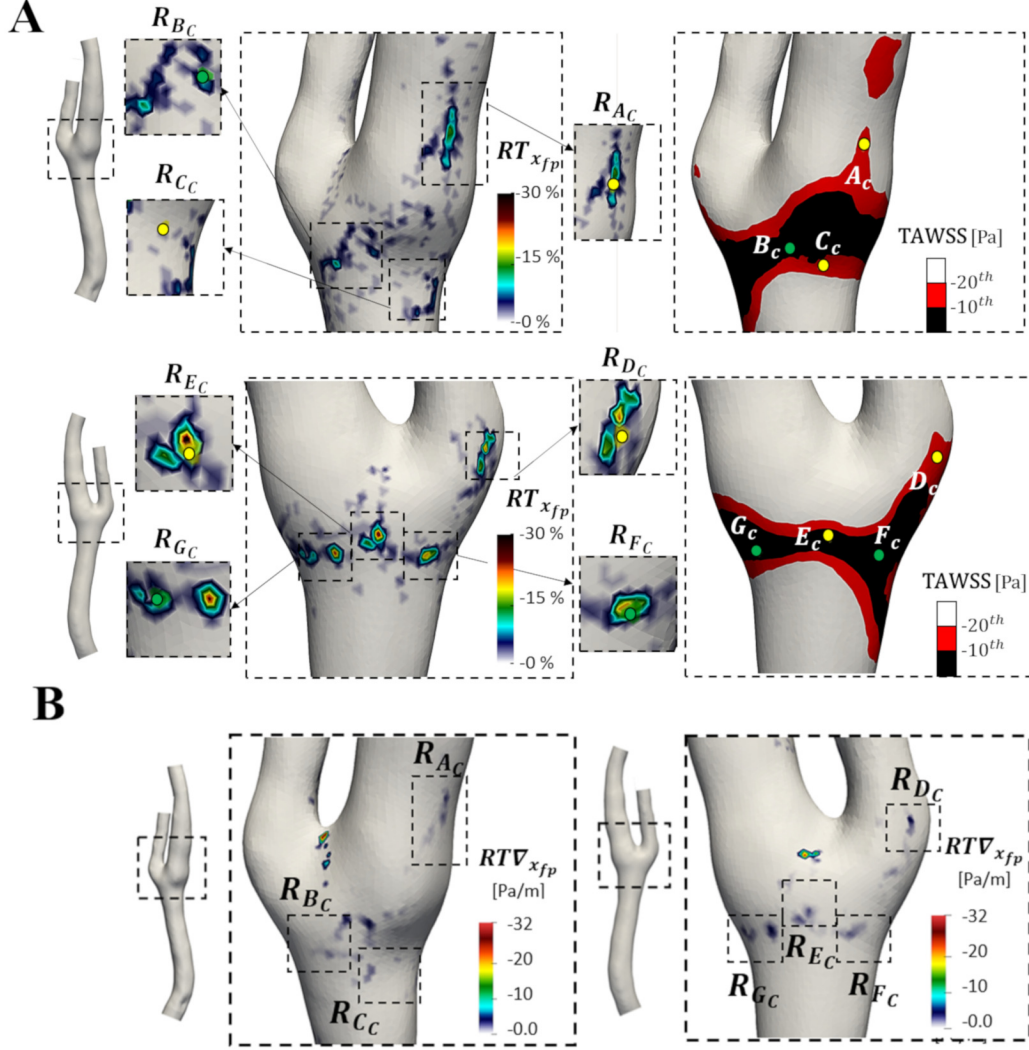 A
R_{B_C}
R_{C_C}
RT_{x_{fp}}
-30 %
-15 %
-0 %
R_{A_C}
A_c
B_c
C_c
TAWSS [Pa]
-20^{th}
-10^{th}
R_{E_C}
R_{G_C}
RT_{x_{fp}}
-30 %
-15 %
-0 %
R_{D_C}
R_{F_C}
D_c
G_c
E_c
F_c
TAWSS [Pa]
-20^{th}
-10^{th}
B
R_{A_C}
R_{B_C}
R_{C_C}
RT∇_{x_{fp}}
[Pa/m]
-32
-20
-10
-0.0
R_{D_C}
R_{E_C}
R_{G_C}
R_{F_C}
RT∇_{x_{fp}}
[Pa/m]
-32
-20
-10
-0.0